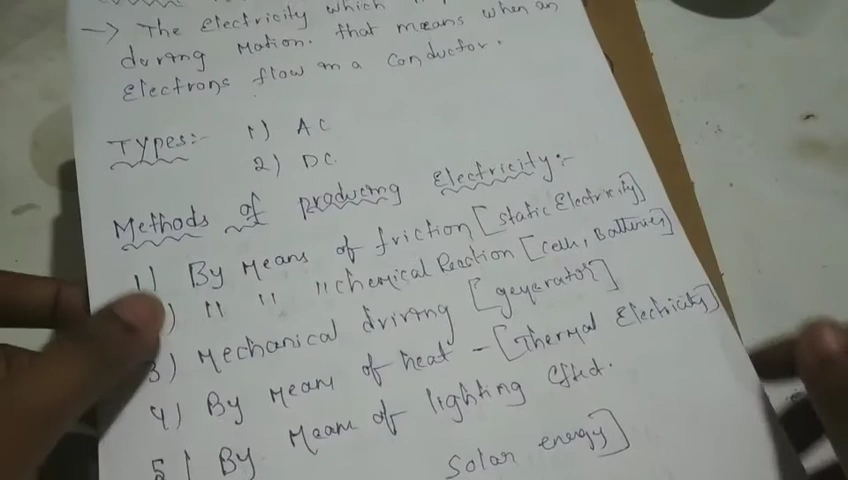 → The electricity which
during Motion. that means when an
electrons flow in a conductor.
Types:- 1) AC
2) DC
Methods of producing Electricity:-
1) By Means of friction [static Electricity]
) " " " chemical Reaction [cells, Batteries]
3) Mechanical driving [generator]
4) By Means of heat - [Thermal Electricity]
5) By Means of lighting effect.
solar energy]